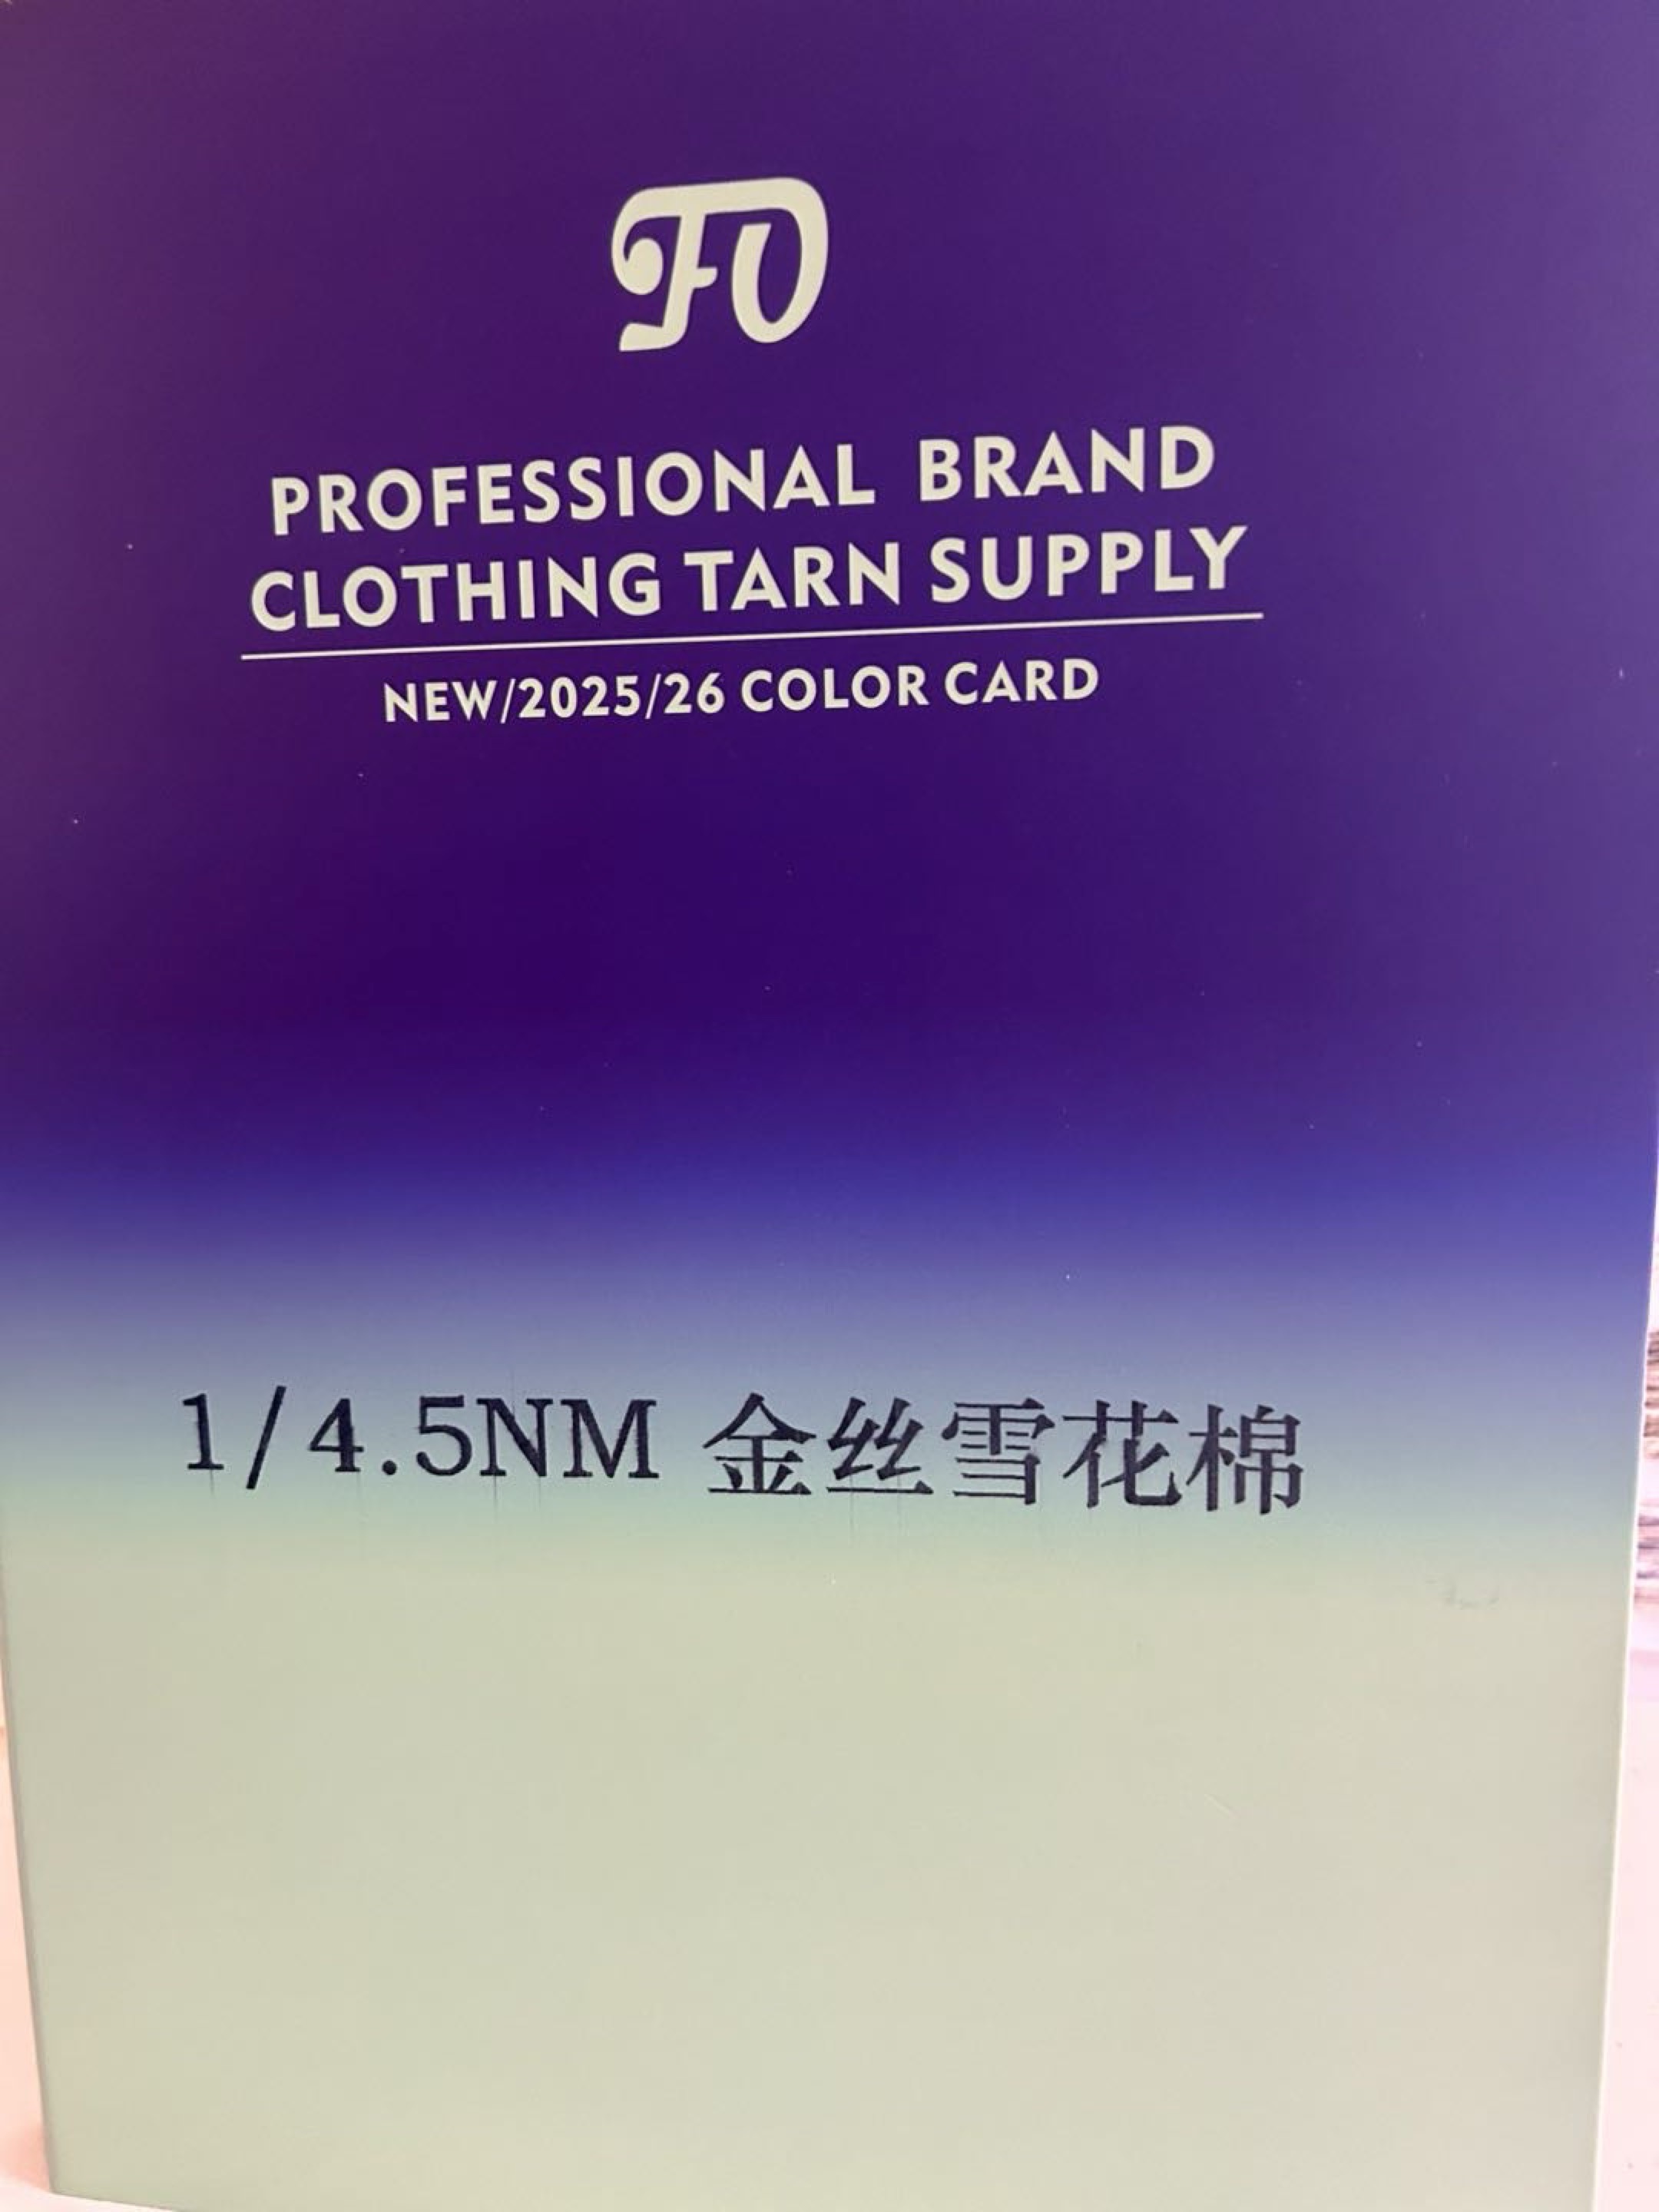 FO
PROFESSIONAL BRAND
CLOTHING TARN SUPPLY
NEW/2025/26 COLOR CARD
1/4.5NM 金丝雪花棉